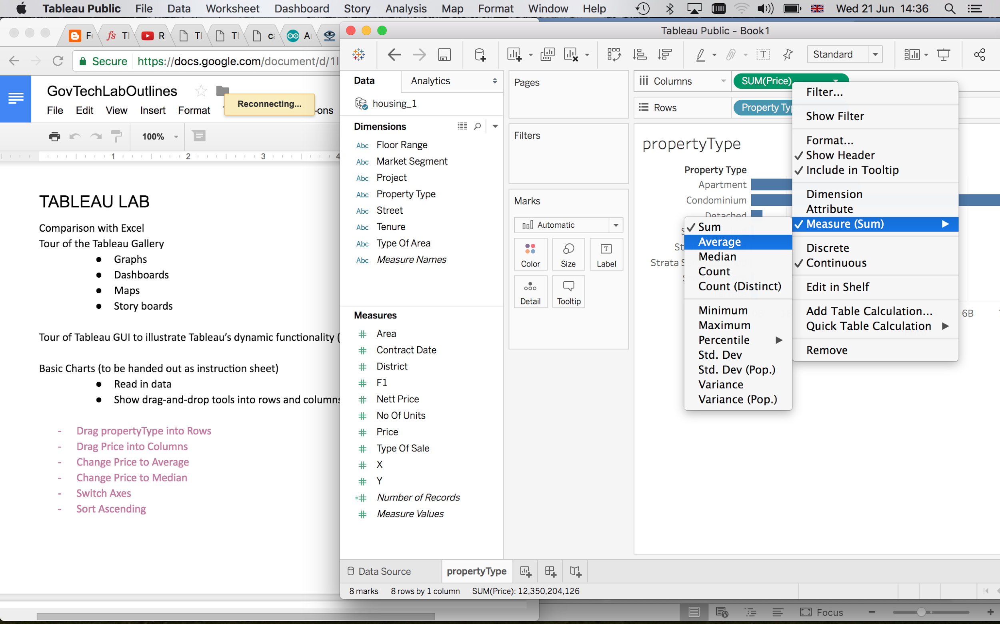 Tableau Public File Data Worksheet Dashboard Story Analysis Map Format Window Help Wed 21 Jun 14:36
Tableau Public - Book1
Secure https://docs.google.com/document/d/1
GovTechLabOutlines
Reconnecting...
File Edit View Insert Format -ons
100%
1 2 3 4
TABLEAU LAB
Comparison with Excel
Tour of the Tableau Gallery
● Graphs
● Dashboards
● Maps
● Story boards
Tour of Tableau GUI to illustrate Tableau’s dynamic functionality (
Basic Charts (to be handed out as instruction sheet)
● Read in data
● Show drag-and-drop tools into rows and columns
- Drag propertyType into Rows
- Drag Price into Columns
- Change Price to Average
- Change Price to Median
- Switch Axes
- Sort Ascending
Standard
Data Analytics
housing_1
Dimensions
Abc Floor Range
Abc Market Segment
Abc Project
Abc Property Type
Abc Street
Abc Tenure
Abc Type Of Area
Abc Measure Names
Measures
# Area
# Contract Date
# District
# F1
# Nett Price
# No Of Units
# Price
# Type Of Sale
# X
# Y
=# Number of Records
# Measure Values
Pages
Filters
Marks
Automatic
Color Size Label
Detail Tooltip
Columns SUM(Price)
Rows Property Ty
propertyType
Property Type
Apartment
Condominium
Detached
St
Strata S
6B
Sum
Average
Median
Count
Count (Distinct)
Minimum
Maximum
Percentile
Std. Dev
Std. Dev (Pop.)
Variance
Variance (Pop.)
Filter...
Show Filter
Format...
✓ Show Header
✓ Include in Tooltip
Dimension
Attribute
✓ Measure (Sum)
Discrete
✓ Continuous
Edit in Shelf
Add Table Calculation...
Quick Table Calculation
Remove
Data Source propertyType
8 marks 8 rows by 1 column SUM(Price): 12,350,204,126
Focus